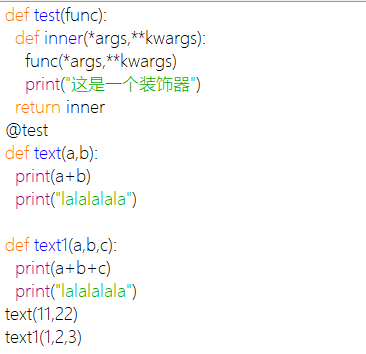 def test(func):
def inner(*args,**kwargs):
func(*args,**kwargs)
print("这是一个装饰器")
return inner
@test
def text(a,b):
print(a+b)
print("lalalalala")
def text1(a,b,c):
print(a+b+c)
print("lalalalala")
text(11,22)
text1(1,2,3)